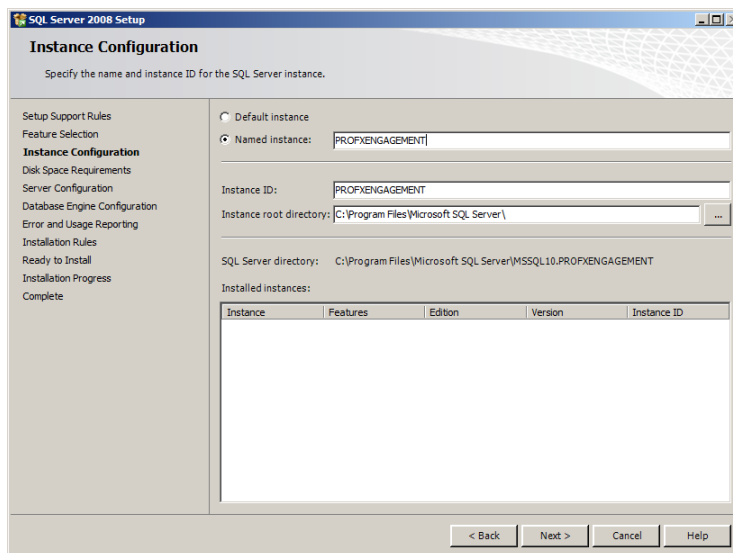 SQL Server 2008 Setup
Instance Configuration
Specify the name and instance ID for the SQL Server instance.
Setup Support Rules
Feature Selection
Instance Configuration
Disk Space Requirements
Server Configuration
Database Engine Configuration
Error and Usage Reporting
Installation Rules
Ready to Install
Installation Progress
Complete
Default instance
Named instance: PROFXENGAGEMENT
Instance ID: PROFXENGAGEMENT
Instance root directory: C:\Program Files\Microsoft SQL Server\ ...
SQL Server directory: C:\Program Files\Microsoft SQL Server\MSSQL10.PROFXENGAGEMENT
Installed instances:
Instance Features Edition Version Instance ID
< Back Next > Cancel Help